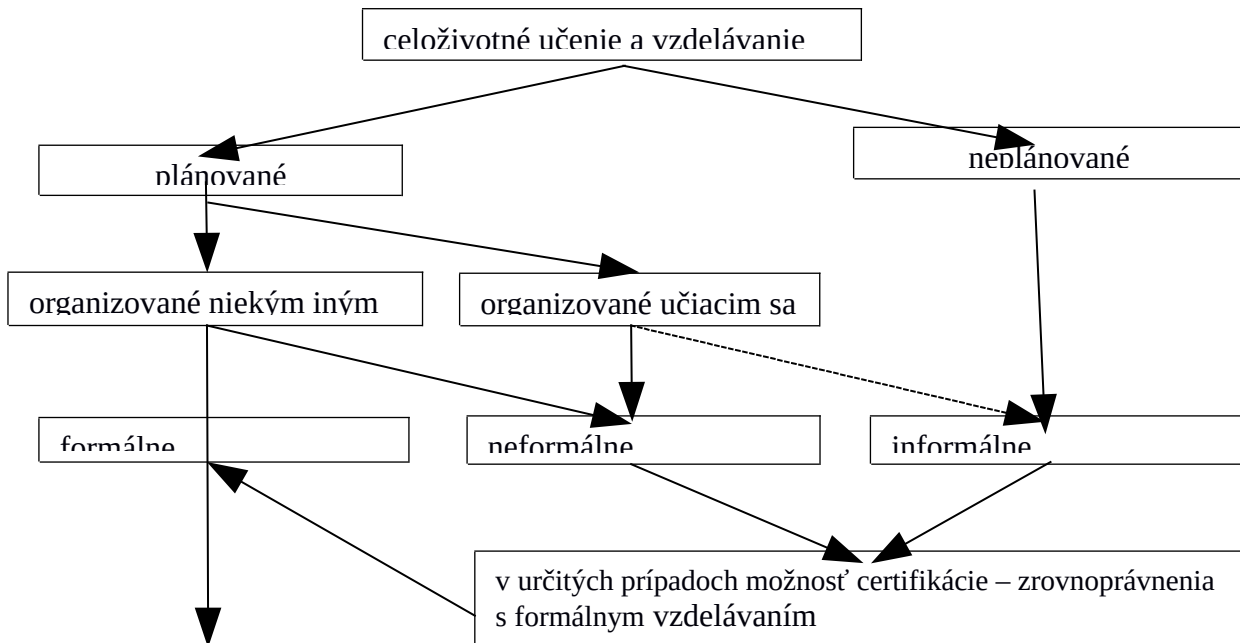 celoživotné učenie a vzdelávanie
plánované
neplánované
organizované niekým iným
organizované učiacim sa
formálne
neformálne
informálne
v určitých prípadoch možnosť certifikácie – zrovnoprávnenia
s formálnym vzdelávaním